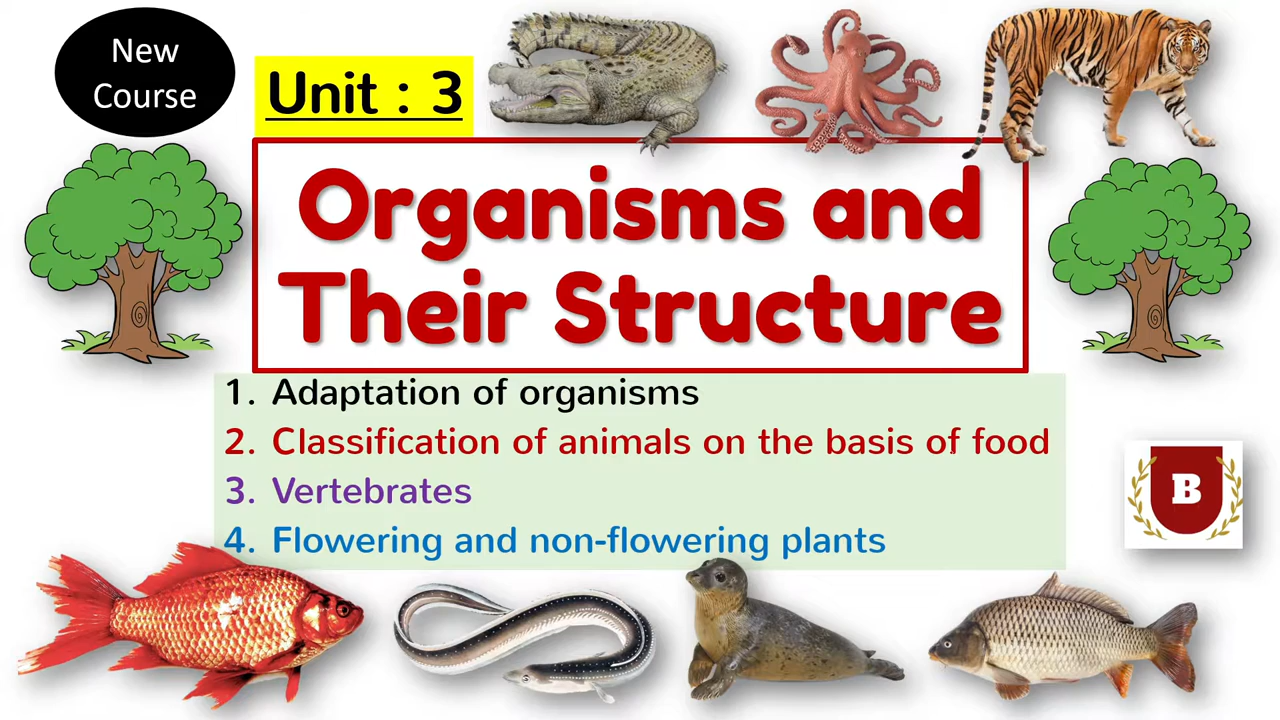 New
Course
Unit : 3
Organisms and
Their Structure
1. Adaptation of organisms
2. Classification of animals on the basis of food
3. Vertebrates
4. Flowering and non-flowering plants
B